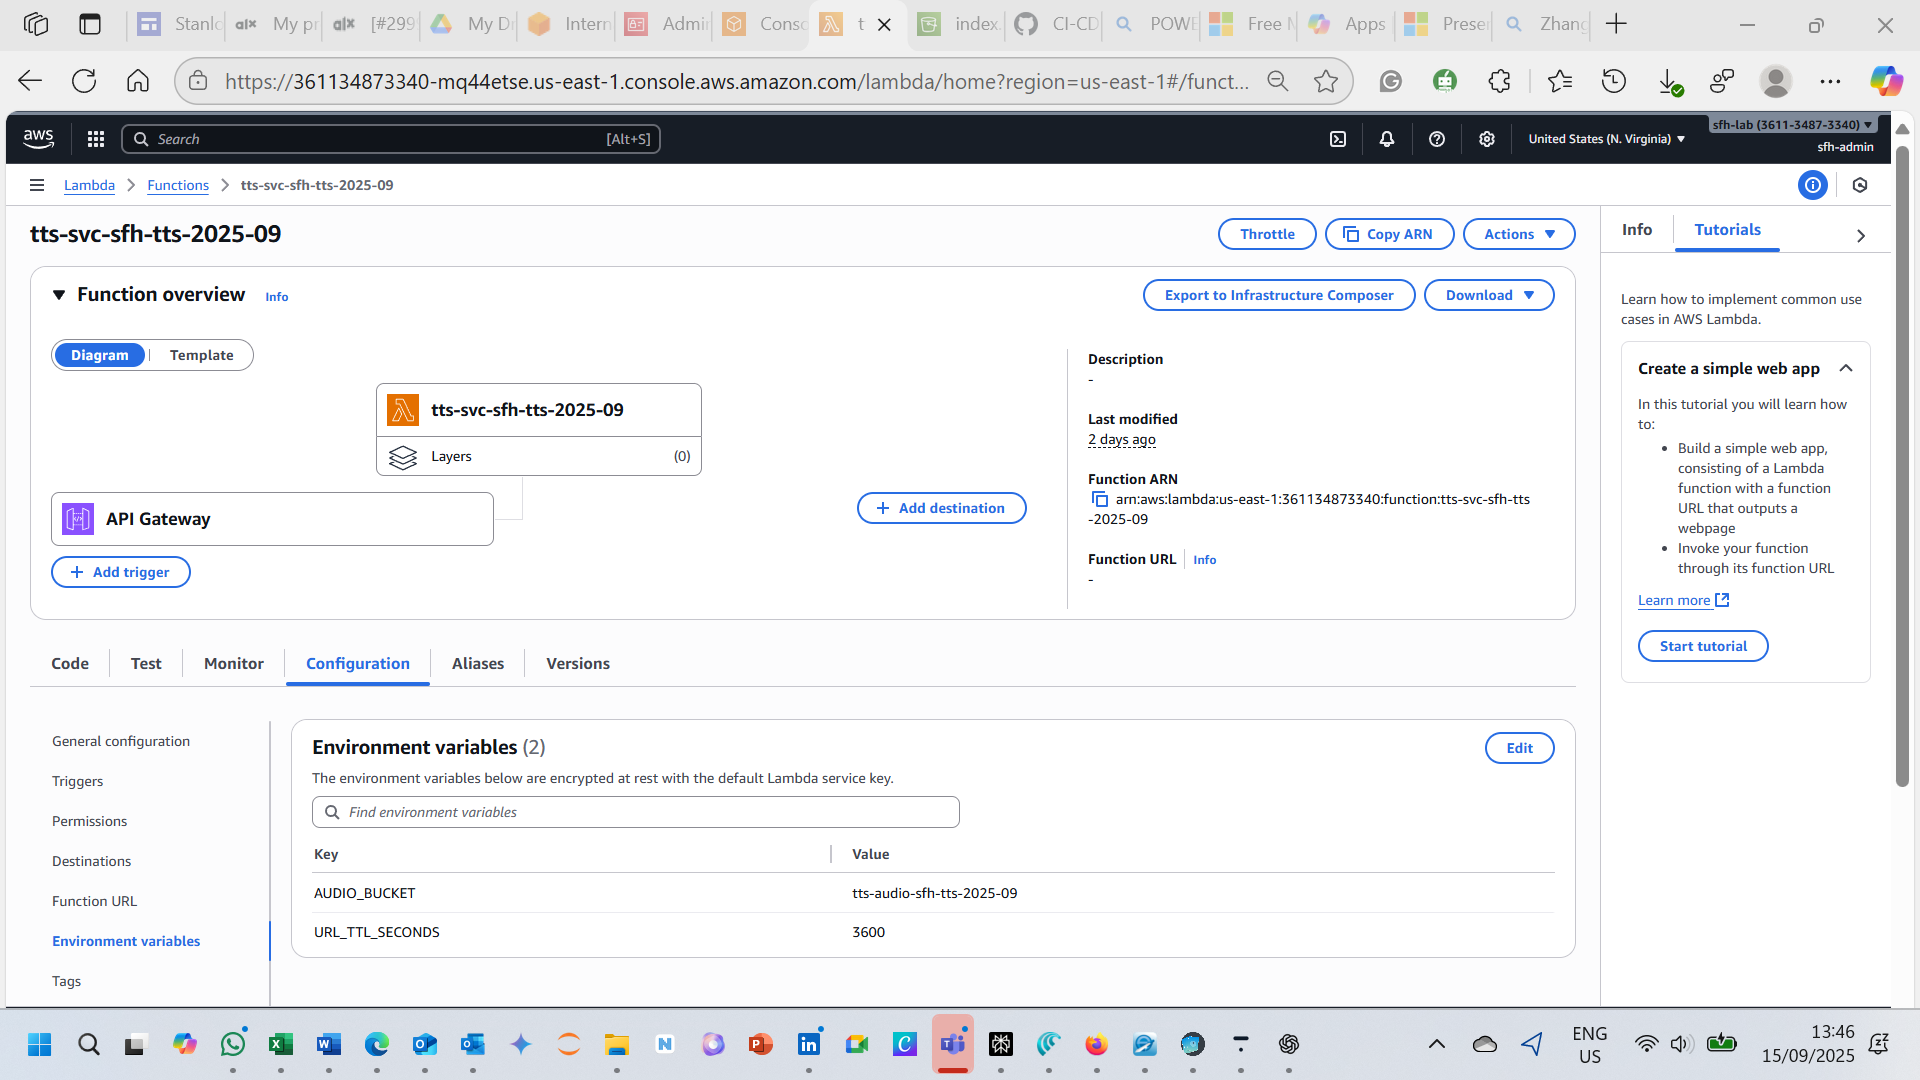 Stanlo
alx My pr
alx [#299
My Dr
Intern
Admin
Conso
t
index.
CI-CD
POWE
Free M
Apps
Preser
Zhang
https://361134873340-mq44etse.us-east-1.console.aws.amazon.com/lambda/home?region=us-east-1#/funct...
aws
Search [Alt+S]
United States (N. Virginia)
sfh-lab (3611-3487-3340)
sfh-admin
Lambda
Functions
tts-svc-sfh-tts-2025-09
tts-svc-sfh-tts-2025-09
Throttle
Copy ARN
Actions
Function overview Info
Export to Infrastructure Composer
Download
Diagram
Template
tts-svc-sfh-tts-2025-09
Layers (0)
API Gateway
+ Add trigger
+ Add destination
Description
-
Last modified
2 days ago
Function ARN
arn:aws:lambda:us-east-1:361134873340:function:tts-svc-sfh-tts
-2025-09
Function URL Info
-
Code
Test
Monitor
Configuration
Aliases
Versions
General configuration
Triggers
Permissions
Destinations
Function URL
Environment variables
Tags
Environment variables (2)
Edit
The environment variables below are encrypted at rest with the default Lambda service key.
Find environment variables
Key Value
AUDIO_BUCKET tts-audio-sfh-tts-2025-09
URL_TTL_SECONDS 3600
Info
Tutorials
Learn how to implement common use
cases in AWS Lambda.
Create a simple web app
In this tutorial you will learn how
to:
• Build a simple web app,
consisting of a Lambda
function with a function
URL that outputs a
webpage
• Invoke your function
through its function URL
Learn more
Start tutorial
ENG
US
13:46
15/09/2025